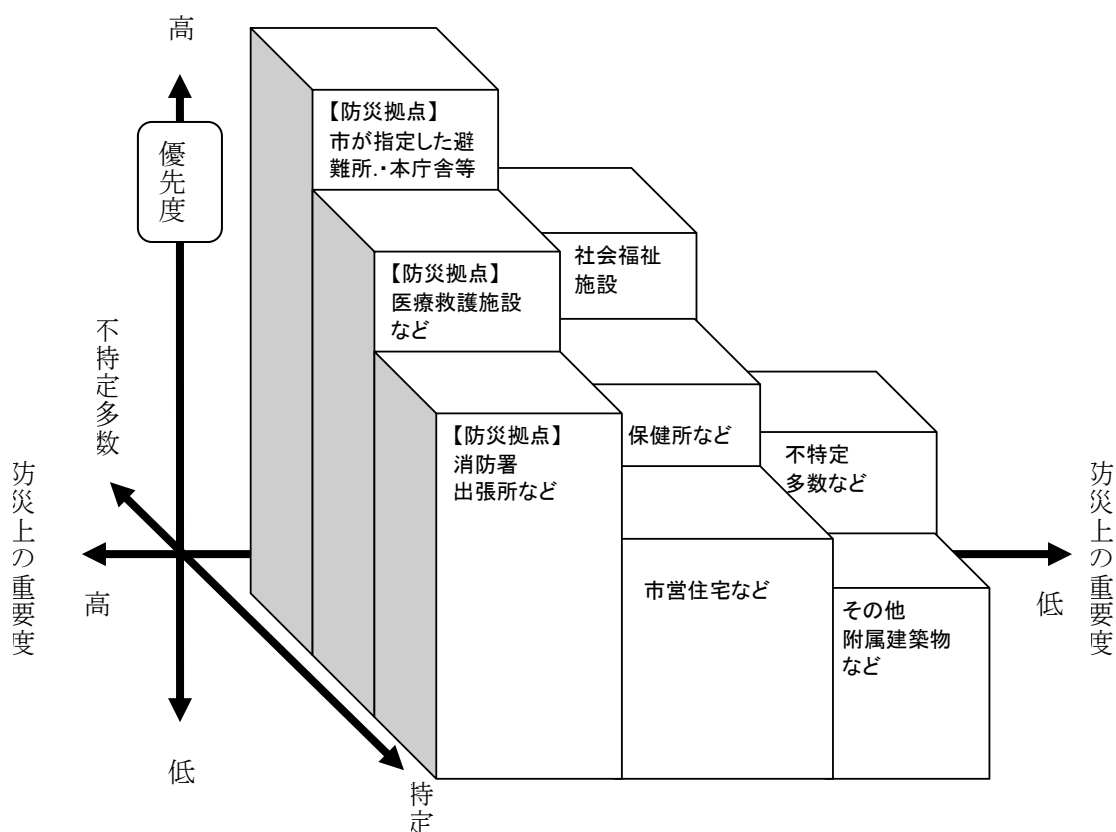 高
優先度
【防災拠点】
市が指定した避
難所.・本庁舎等
【防災拠点】
医療救護施設
など
【防災拠点】
消防署
出張所など
社会福祉
施設
保健所など
市営住宅など
不特定
多数など
その他
附属建築物
など
不特定多数
防災上の重要度
高
低
特定
低
防災上の重要度